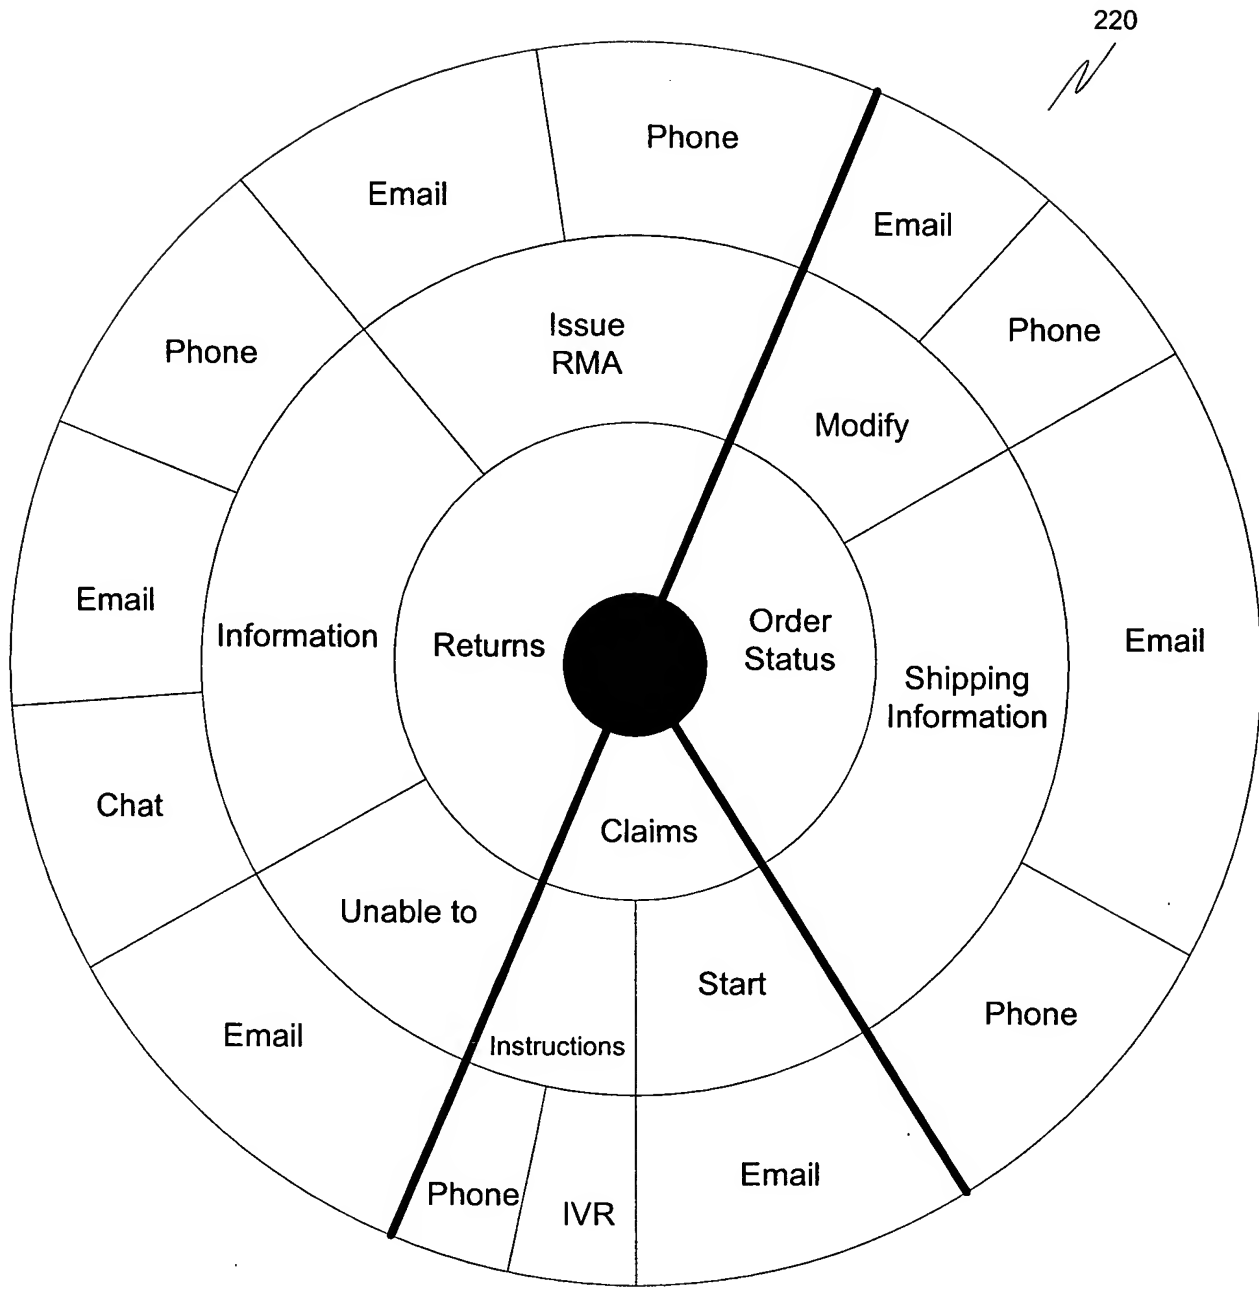 220
Phone
Email
Email
Phone
Phone
Issue
RMA
Modify
Email
Information
Returns
Order
Status
Shipping
Information
Email
Chat
Claims
Unable to
Start
Phone
Email
Instructions
Phone
IVR
Email